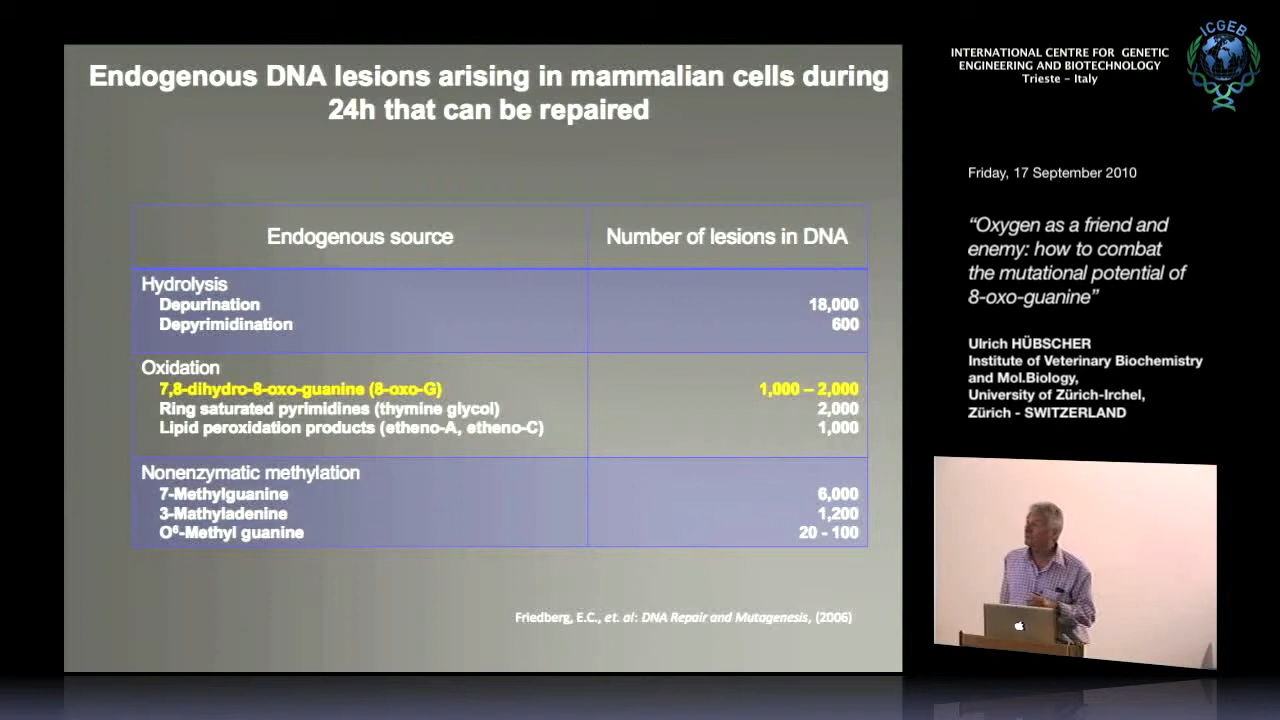 Endogenous DNA lesions arising in mammalian cells during
24h that can be repaired
Endogenous source
Number of lesions in DNA
Hydrolysis
Depurination 18,000
Depyrimidination 600
Oxidation
7,8-dihydro-8-oxo-guanine (8-oxo-G) 1,000 – 2,000
Ring saturated pyrimidines (thymine glycol) 2,000
Lipid peroxidation products (etheno-A, etheno-C) 1,000
Nonenzymatic methylation
7-Methylguanine 6,000
3-Mathyladenine 1,200
O⁶-Methyl guanine 20 - 100
Friedberg, E.C., et. al: DNA Repair and Mutagenesis, (2006)
INTERNATIONAL CENTRE FOR GENETIC
ENGINEERING AND BIOTECHNOLOGY
Trieste - Italy
ICGEB
Friday, 17 September 2010
“Oxygen as a friend and
enemy: how to combat
the mutational potential of
8-oxo-guanine”
Ulrich HÜBSCHER
Institute of Veterinary Biochemistry
and Mol.Biology,
University of Zürich-Irchel,
Zürich - SWITZERLAND